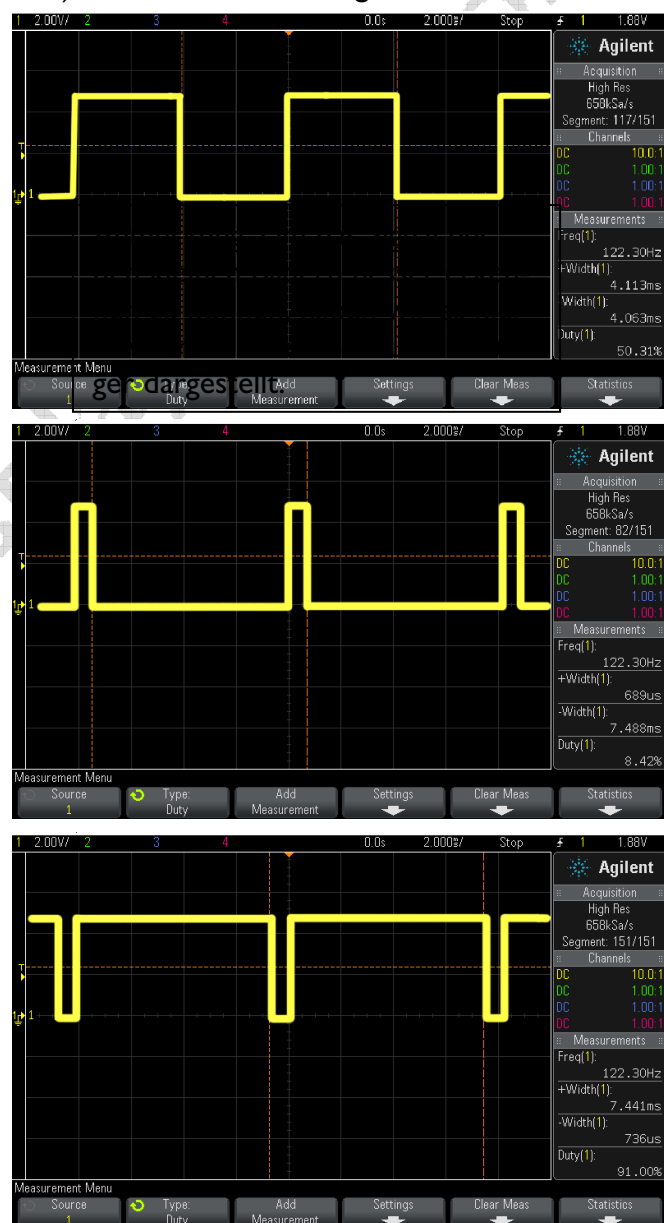 1 2.00V/ 2 3 4 0.0s 2.000ms/ Stop 1 1.88V
Agilent
Acquisition
High Res
658kSa/s
Segment: 117/151
Channels
DC 10.0:1
DC 1.00:1
DC 1.00:1
DC 1.00:1
Measurements
Freq(1):
122.30Hz
+Width(1):
4.113ms
-Width(1):
4.063ms
Duty(1):
50.31%
T
1 1
Measurement Menu
Source
1
Type:
Duty
Add
Measurement
Settings
Clear Meas
Statistics
ger dargestellt.
1 2.00V/ 2 3 4 0.0s 2.000ms/ Stop 1 1.88V
Agilent
Acquisition
High Res
658kSa/s
Segment: 82/151
Channels
DC 10.0:1
DC 1.00:1
DC 1.00:1
DC 1.00:1
Measurements
Freq(1):
122.30Hz
+Width(1):
689us
-Width(1):
7.488ms
Duty(1):
8.42%
T
1 1
Measurement Menu
Source
1
Type:
Duty
Add
Measurement
Settings
Clear Meas
Statistics
1 2.00V/ 2 3 4 0.0s 2.000ms/ Stop 1 1.88V
Agilent
Acquisition
High Res
658kSa/s
Segment: 151/151
Channels
DC 10.0:1
DC 1.00:1
DC 1.00:1
DC 1.00:1
Measurements
Freq(1):
122.30Hz
+Width(1):
7.441ms
-Width(1):
736us
Duty(1):
91.00%
T
1 1
Measurement Menu
Source
1
Type:
Duty
Add
Measurement
Settings
Clear Meas
Statistics